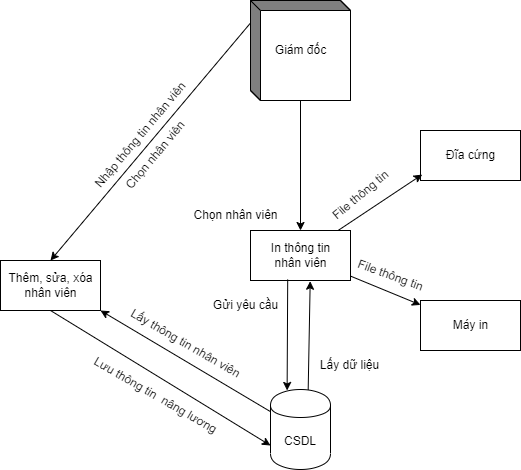 Giám đốc
Nhập thông tin nhân viên
Chọn nhân viên
Đĩa cứng
File thông tin
Chọn nhân viên
In thông tin
nhân viên
File thông tin
Thêm, sửa, xóa
nhân viên
Gửi yêu cầu
Máy in
Lấy thông tin nhân viên
Lấy dữ liệu
Lưu thông tin nâng lương
CSDL